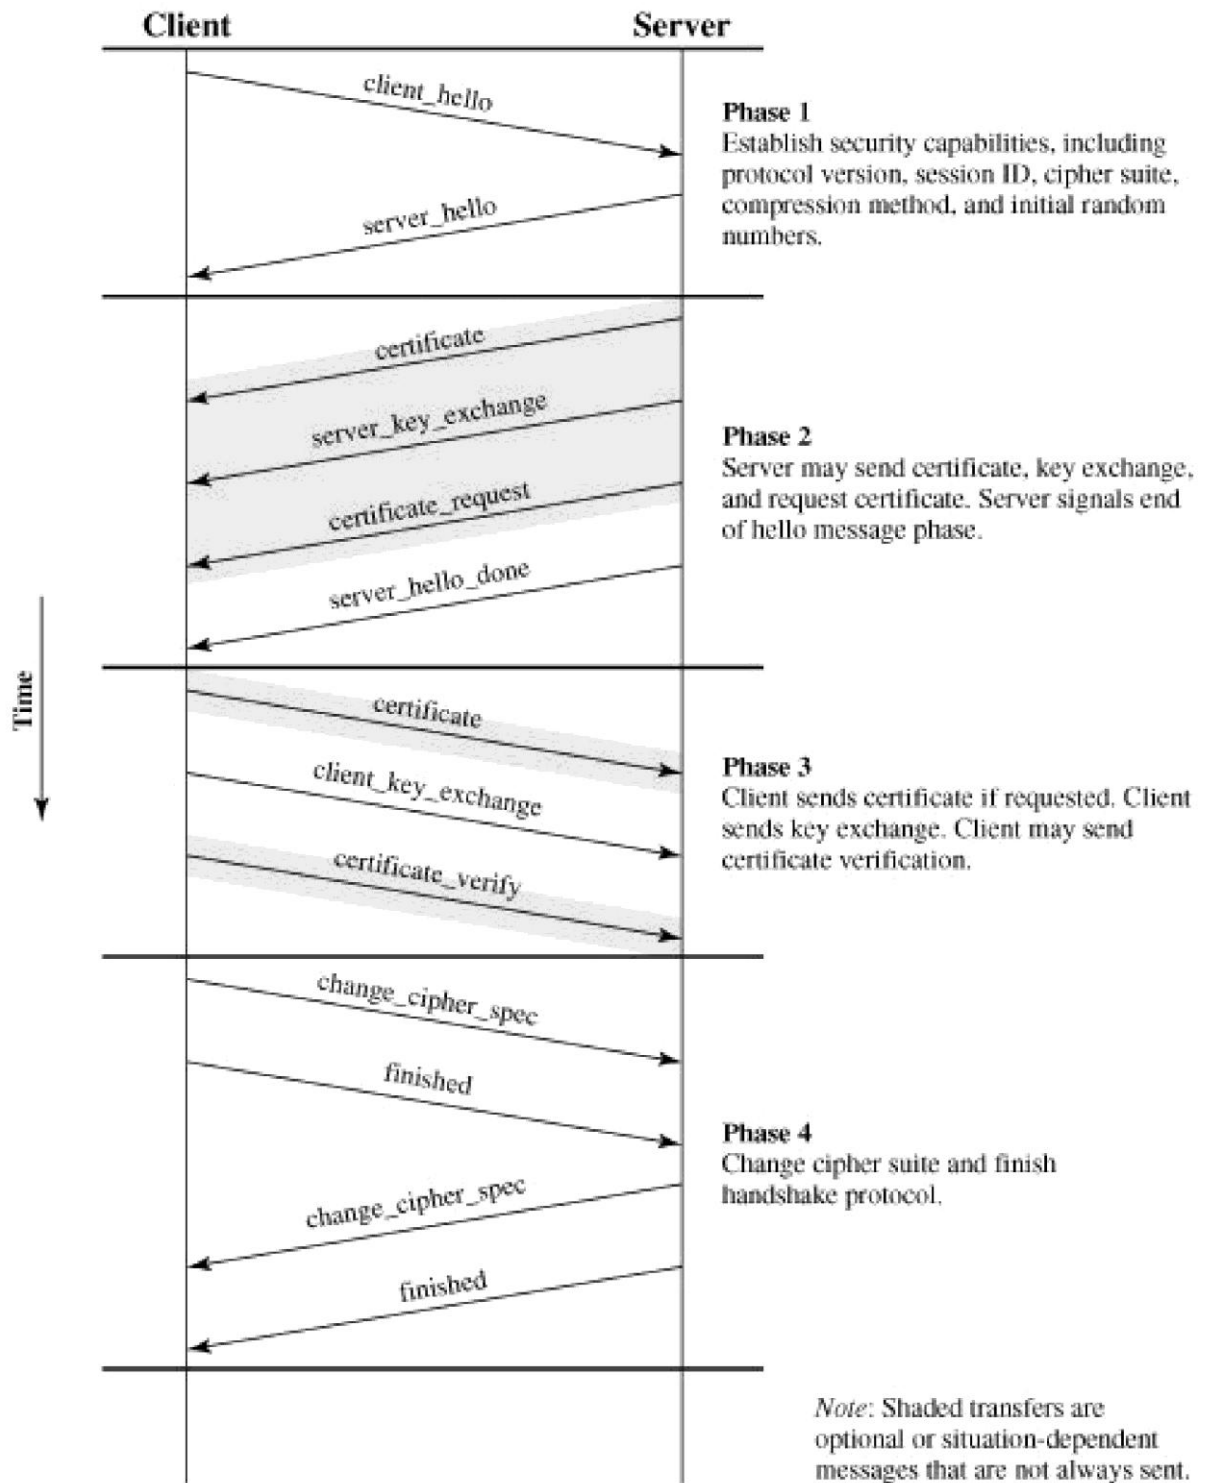 Client
Server
client_hello
server_hello
Phase 1
Establish security capabilities, including
protocol version, session ID, cipher suite,
compression method, and initial random
numbers.
certificate
server_key_exchange
certificate_request
server_hello_done
Phase 2
Server may send certificate, key exchange,
and request certificate. Server signals end
of hello message phase.
Time
certificate
client_key_exchange
certificate_verify
Phase 3
Client sends certificate if requested. Client
sends key exchange. Client may send
certificate verification.
change_cipher_spec
finished
change_cipher_spec
finished
Phase 4
Change cipher suite and finish
handshake protocol.
Note: Shaded transfers are
optional or situation-dependent
messages that are not always sent.